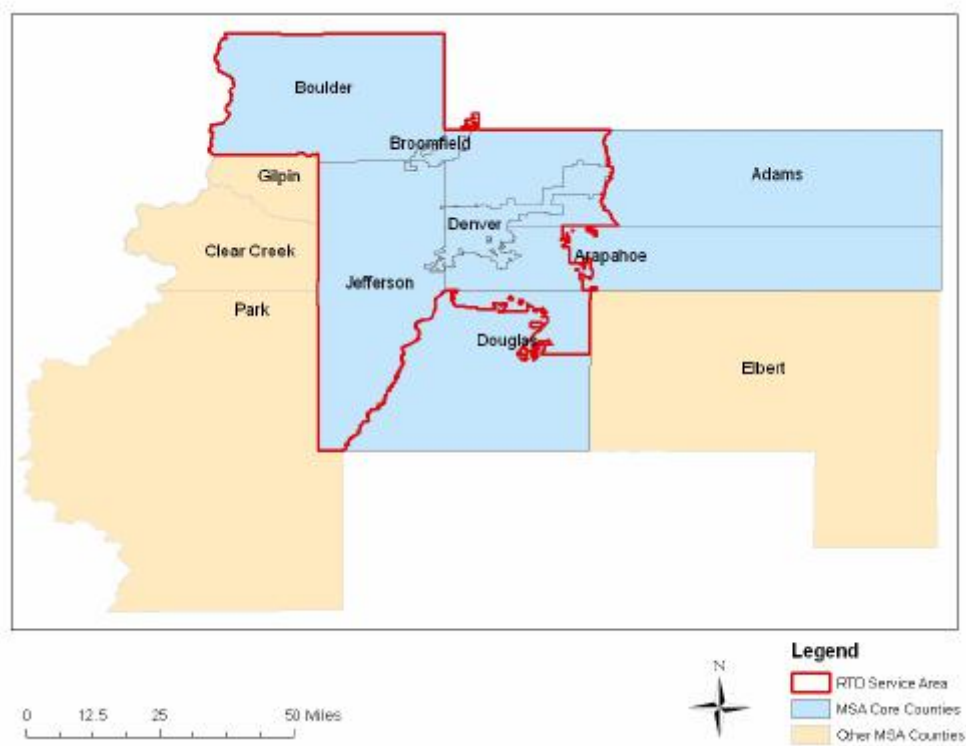 Boulder
Broomfield
Gilpin
Adams
Denver
Clear Creek
Arapahoe
Jefferson
Park
Douglas
Elbert
Legend
N
RTD Service Area
MSA Core Counties
Other MSA Counties
0 12.5 25 50 Miles